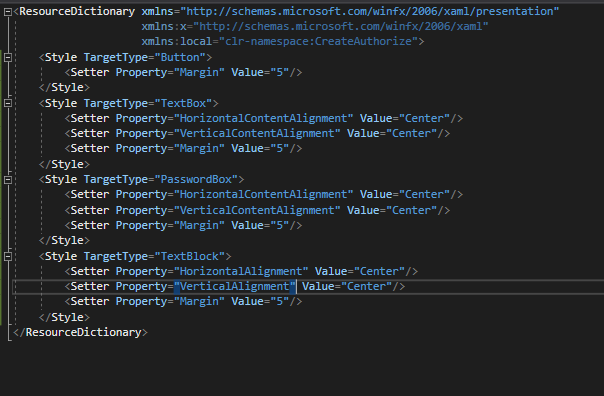 <ResourceDictionary xmlns="http://schemas.microsoft.com/winfx/2006/xaml/presentation"
xmlns:x="http://schemas.microsoft.com/winfx/2006/xaml"
xmlns:local="clr-namespace:CreateAuthorize">
<Style TargetType="Button">
<Setter Property="Margin" Value="5"/>
</Style>
<Style TargetType="TextBox">
<Setter Property="HorizontalContentAlignment" Value="Center"/>
<Setter Property="VerticalContentAlignment" Value="Center"/>
<Setter Property="Margin" Value="5"/>
</Style>
<Style TargetType="PasswordBox">
<Setter Property="HorizontalContentAlignment" Value="Center"/>
<Setter Property="VerticalContentAlignment" Value="Center"/>
<Setter Property="Margin" Value="5"/>
</Style>
<Style TargetType="TextBlock">
<Setter Property="HorizontalAlignment" Value="Center"/>
<Setter Property="VerticalAlignment" Value="Center"/>
<Setter Property="Margin" Value="5"/>
</Style>
</ResourceDictionary>